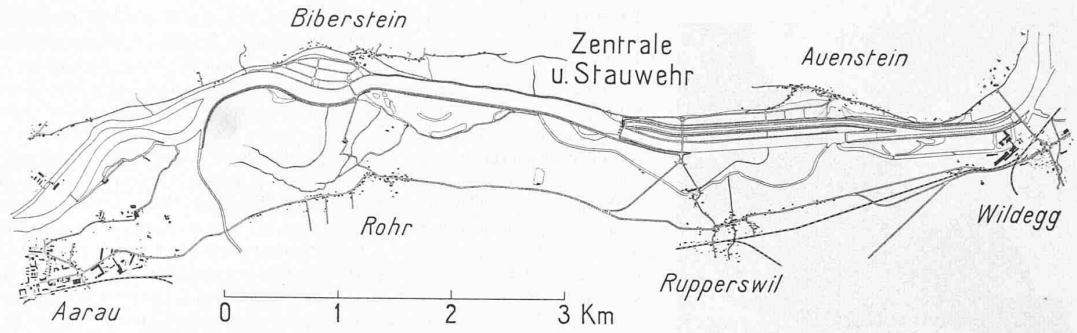 Biberstein
Zentrale
u. Stauwehr
Auenstein
Rohr
Wildegg
Rupperswil
Aarau
0 1 2 3 Km